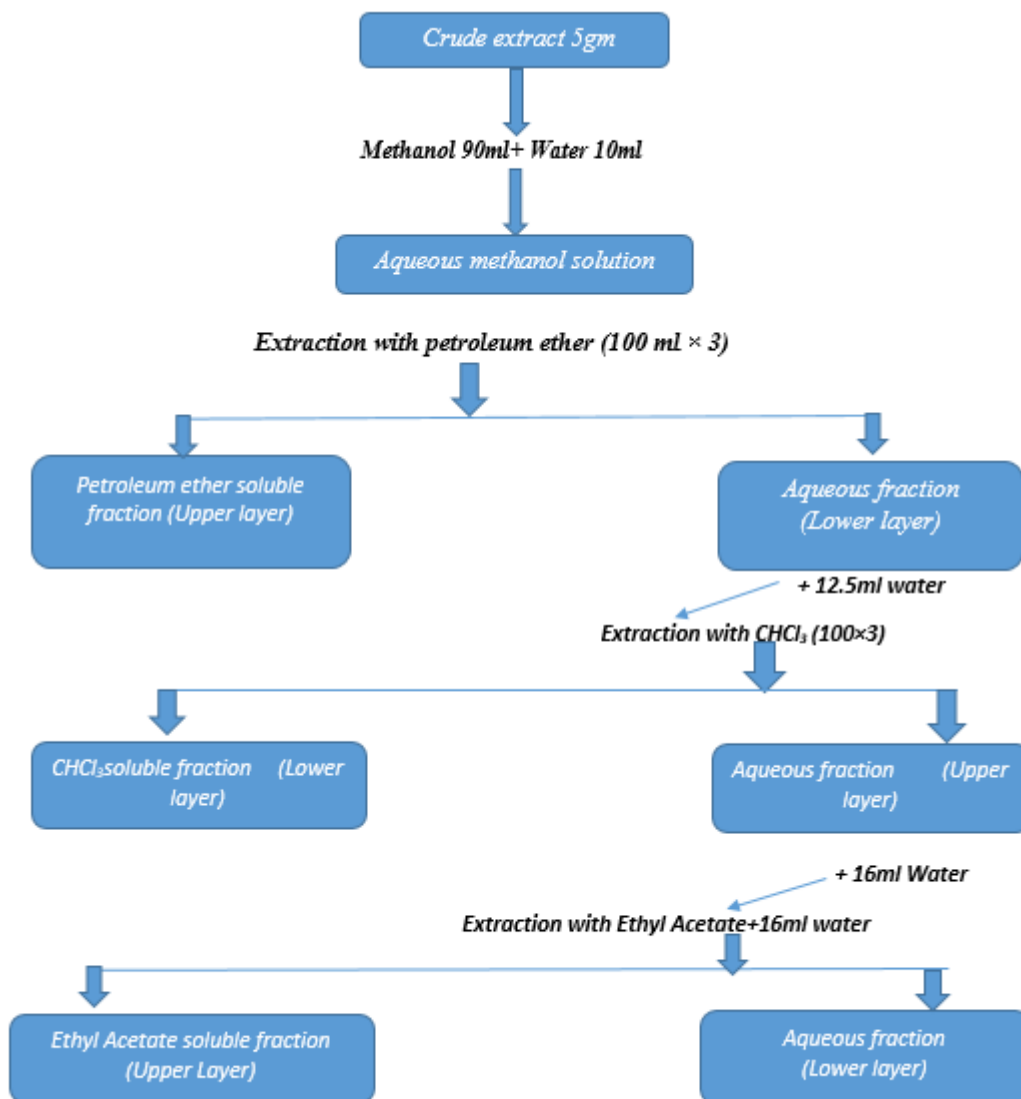 Crude extract 5gm
Methanol 90ml+ Water 10ml
Aqueous methanol solution
Extraction with petroleum ether (100 ml × 3)
Petroleum ether soluble
fraction (Upper layer)
Aqueous fraction
(Lower layer)
+ 12.5ml water
Extraction with CHCl₃ (100×3)
CHCl₃soluble fraction (Lower
layer)
Aqueous fraction (Upper
layer)
+ 16ml Water
Extraction with Ethyl Acetate+16ml water
Ethyl Acetate soluble fraction
(Upper Layer)
Aqueous fraction
(Lower layer)